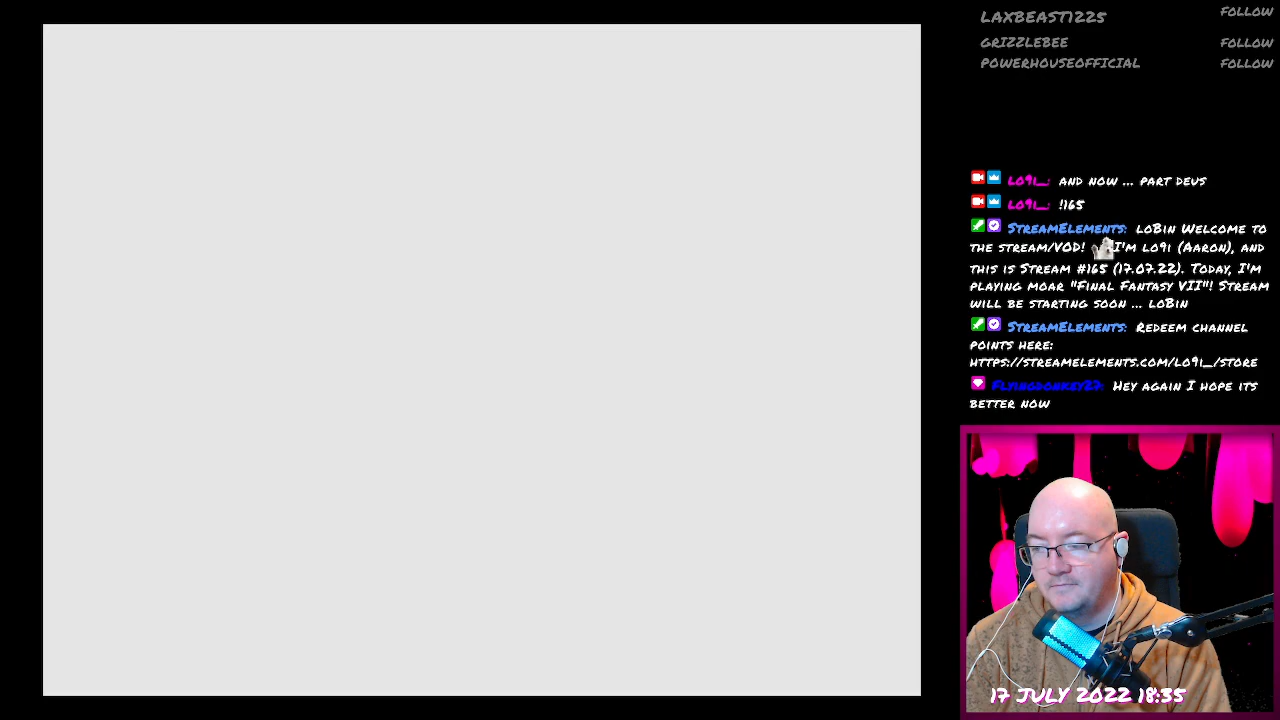 LAXBEAST1225 FOLLOW
GRIZZLEBEE FOLLOW
POWERHOUSEOFFICIAL FOLLOW
LO9I_: AND NOW ... PART DEUS
LO9I_: !165
STREAMELEMENTS: LOBIN WELCOME TO
THE STREAM/VOD! I'M LO9I (AARON), AND
THIS IS STREAM #165 (17.07.22). TODAY, I'M
PLAYING MOAR "FINAL FANTASY VII"! STREAM
WILL BE STARTING SOON ... LOBIN
STREAMELEMENTS: REDEEM CHANNEL
POINTS HERE:
HTTPS://STREAMELEMENTS.COM/LO9I_/STORE
FLYINGDONKEY27: HEY AGAIN I HOPE ITS
BETTER NOW
17 JULY 2022 18:35